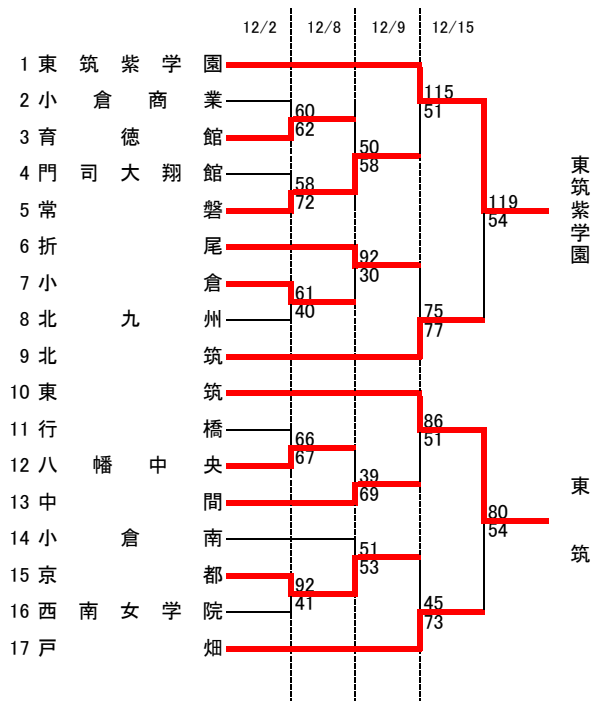 12/2 12/8 12/9 12/15
1 東筑紫学園
2 小倉商業
3 育徳館
4 門司大翔館
5 常磐
6 折尾
7 小倉
8 北九州
9 北筑
10 東筑
11 行橋
12 八幡中央
13 中間
14 小倉南
15 京都
16 西南女学院
17 戸畑
60
62
58
72
61
40
66
67
92
41
50
58
92
30
39
69
51
53
115
51
75
77
86
51
45
73
119
54
80
54
東筑紫学園
東筑